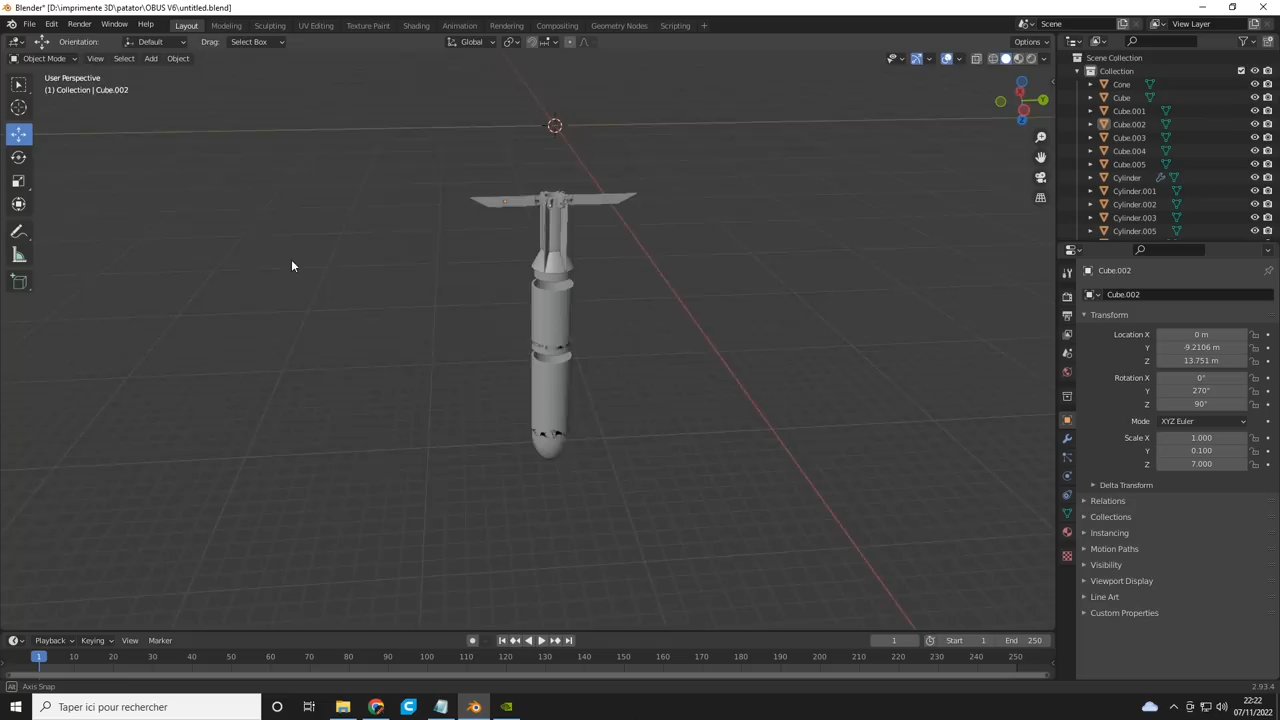 Blender* [D:\imprimente 3D\patator\OBUS V6\untitled.blend]
File Edit Render Window Help Layout Modeling Sculpting UV Editing Texture Paint Shading Animation Rendering Compositing Geometry Nodes Scripting + Scene View Layer
Orientation: Default Drag: Select Box Global Options
Object Mode View Select Add Object
User Perspective
(1) Collection | Cube.002
Scene Collection
Collection
Cone
Cube
Cube.001
Cube.002
Cube.003
Cube.004
Cube.005
Cylinder
Cylinder.001
Cylinder.002
Cylinder.003
Cylinder.005
Cube.002
Cube.002
Transform
Location X 0 m
Y -9.2106 m
Z 13.751 m
Rotation X 0°
Y 270°
Z 90°
Mode XYZ Euler
Scale X 1.000
Y 0.100
Z 7.000
Delta Transform
Relations
Collections
Instancing
Motion Paths
Visibility
Viewport Display
Line Art
Custom Properties
X
Y
Z
Playback Keying View Marker 1 Start 1 End 250
1 10 20 30 40 50 60 70 80 90 100 110 120 130 140 150 160 170 180 190 200 210 220 230 240 250
Axis Snap 2.93.4
Taper ici pour rechercher
22:22
07/11/2022